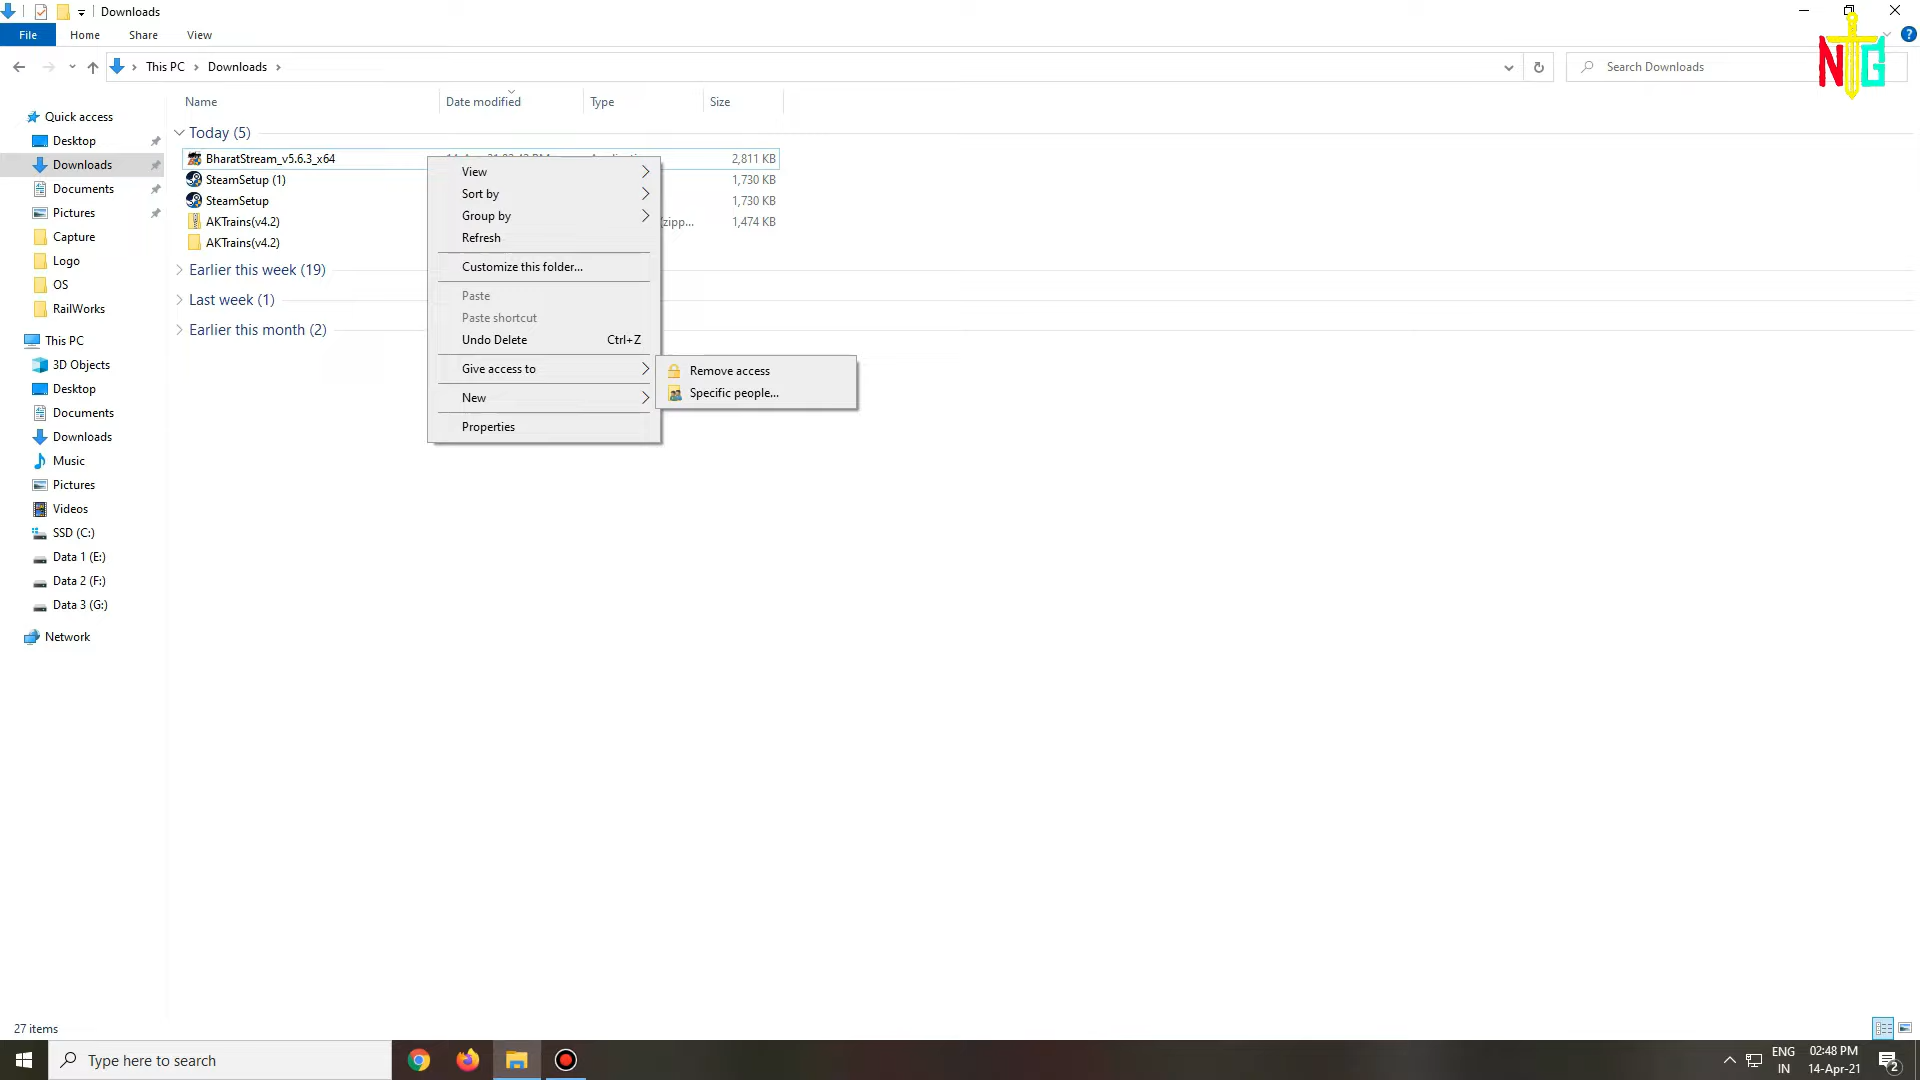 Downloads
File Home Share View
This PC Downloads
Search Downloads
NTG
Name Date modified Type Size
Today (5)
BharatStream_v5.6.3_x64 2,811 KB
SteamSetup (1) 1,730 KB
SteamSetup 1,730 KB
AKTrains(v4.2) (zipp... 1,474 KB
AKTrains(v4.2)
Earlier this week (19)
Last week (1)
Earlier this month (2)
Quick access
Desktop
Downloads
Documents
Pictures
Capture
Logo
OS
RailWorks
This PC
3D Objects
Desktop
Documents
Downloads
Music
Pictures
Videos
SSD (C:)
Data 1 (E:)
Data 2 (F:)
Data 3 (G:)
Network
View
Sort by
Group by
Refresh
Customize this folder...
Paste
Paste shortcut
Undo Delete Ctrl+Z
Give access to
New
Properties
Remove access
Specific people...
27 items
Type here to search
ENG
IN
02:48 PM
14-Apr-21
2